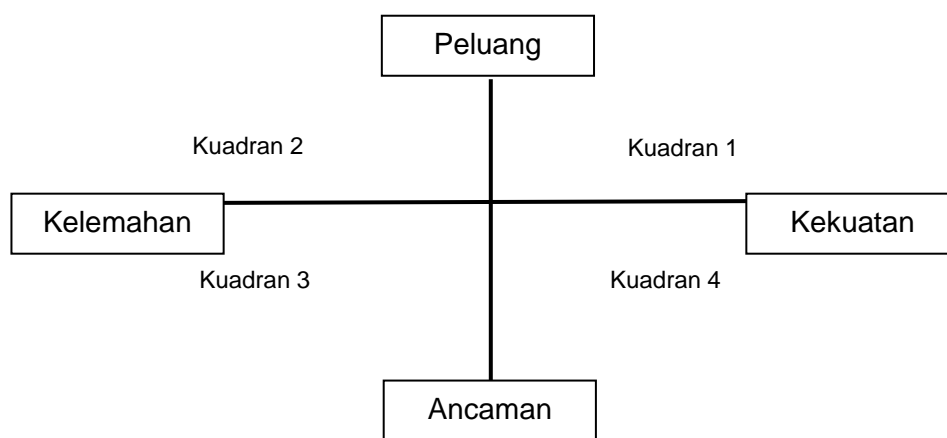 Peluang
Kuadran 2
Kuadran 1
Kelemahan
Kekuatan
Kuadran 3
Kuadran 4
Ancaman